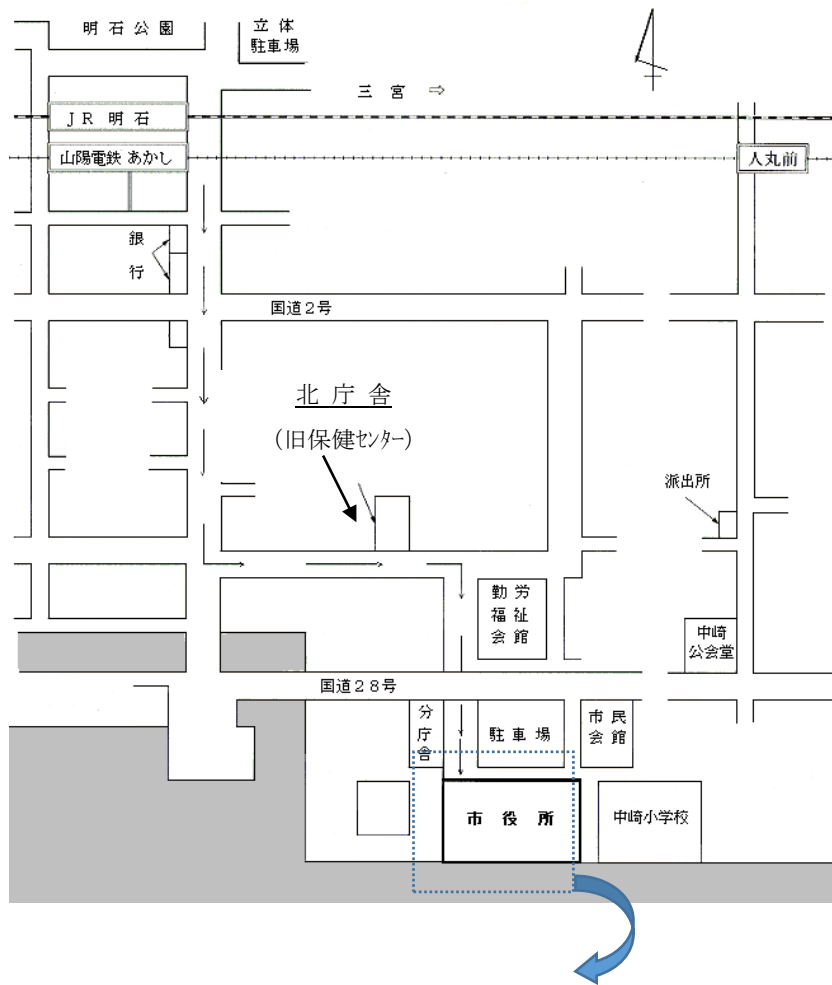 明石公園
立体
駐車場
三宮 ⇒
JR 明石
山陽電鉄 あかし
人丸前
銀
行
国道2号
北庁舎
(旧保健ｾﾝﾀｰ)
派出所
勤労
福祉
会館
中崎
公会堂
国道28号
分
庁
舎
駐車場
市民
会館
市役所
中崎小学校